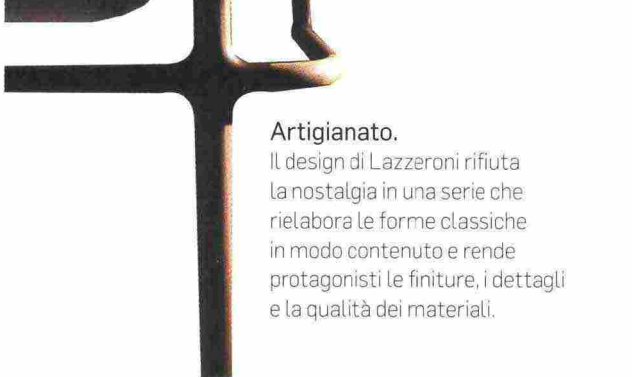 Artigianato.
Il design di Lazzeroni rifiuta
la nostalgia in una serie che
rielabora le forme classiche
in modo contenuto e rende
protagonisti le finiture, i dettagli
e la qualità dei materiali.